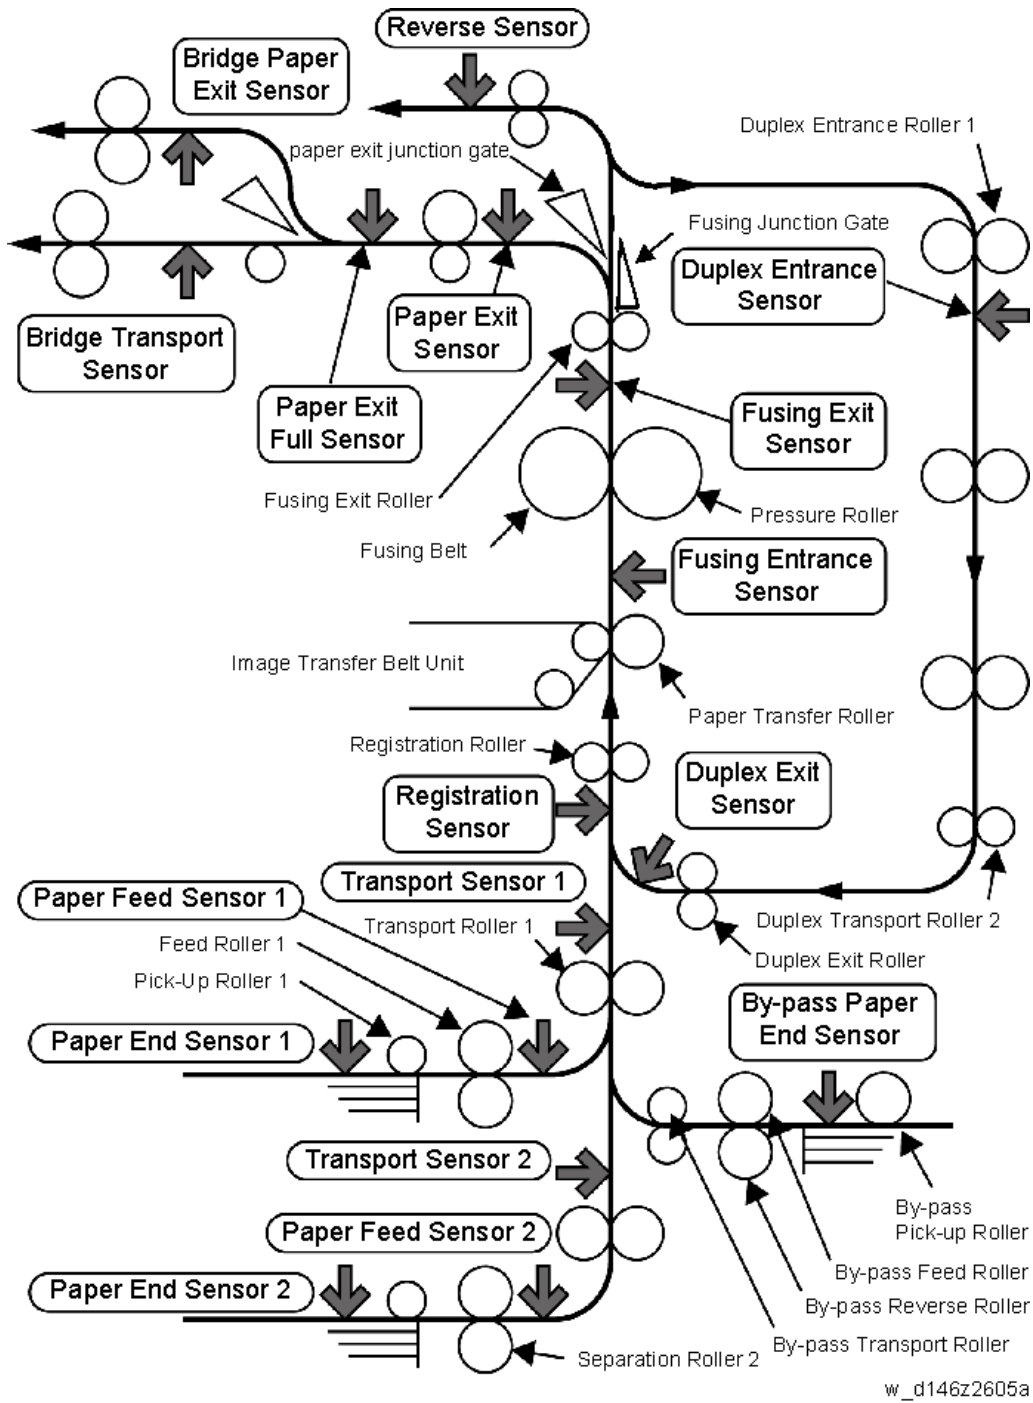 Reverse Sensor
Bridge Paper
Exit Sensor
Duplex Entrance Roller 1
paper exit junction gate
Fusing Junction Gate
Duplex Entrance
Sensor
Bridge Transport
Sensor
Paper Exit
Sensor
Paper Exit
Full Sensor
Fusing Exit
Sensor
Fusing Exit Roller
Pressure Roller
Fusing Belt
Fusing Entrance
Sensor
Image Transfer Belt Unit
Paper Transfer Roller
Registration Roller
Duplex Exit
Sensor
Registration
Sensor
Transport Sensor 1
Paper Feed Sensor 1
Transport Roller 1
Duplex Transport Roller 2
Feed Roller 1
Duplex Exit Roller
Pick-Up Roller 1
By-pass Paper
End Sensor
Paper End Sensor 1
Transport Sensor 2
By-pass
Pick-up Roller
Paper Feed Sensor 2
By-pass Feed Roller
Paper End Sensor 2
By-pass Reverse Roller
By-pass Transport Roller
Separation Roller 2
w_d146z2605a